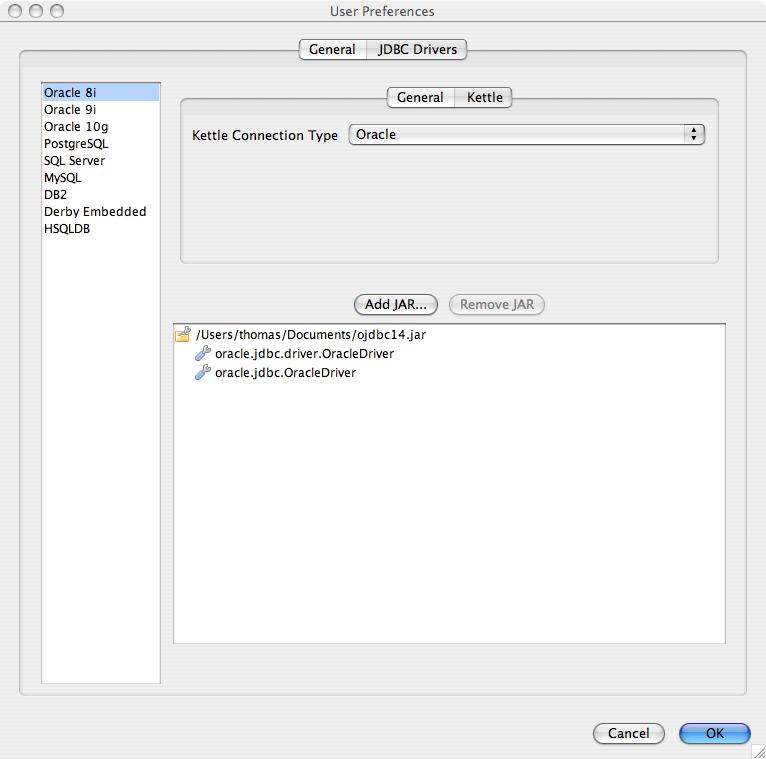 User Preferences
General JDBC Drivers
Oracle 8i
Oracle 9i
Oracle 10g
PostgreSQL
SQL Server
MySQL
DB2
Derby Embedded
HSQLDB
General Kettle
Kettle Connection Type Oracle
Add JAR... Remove JAR
/Users/thomas/Documents/ojdbc14.jar
oracle.jdbc.driver.OracleDriver
oracle.jdbc.OracleDriver
Cancel OK